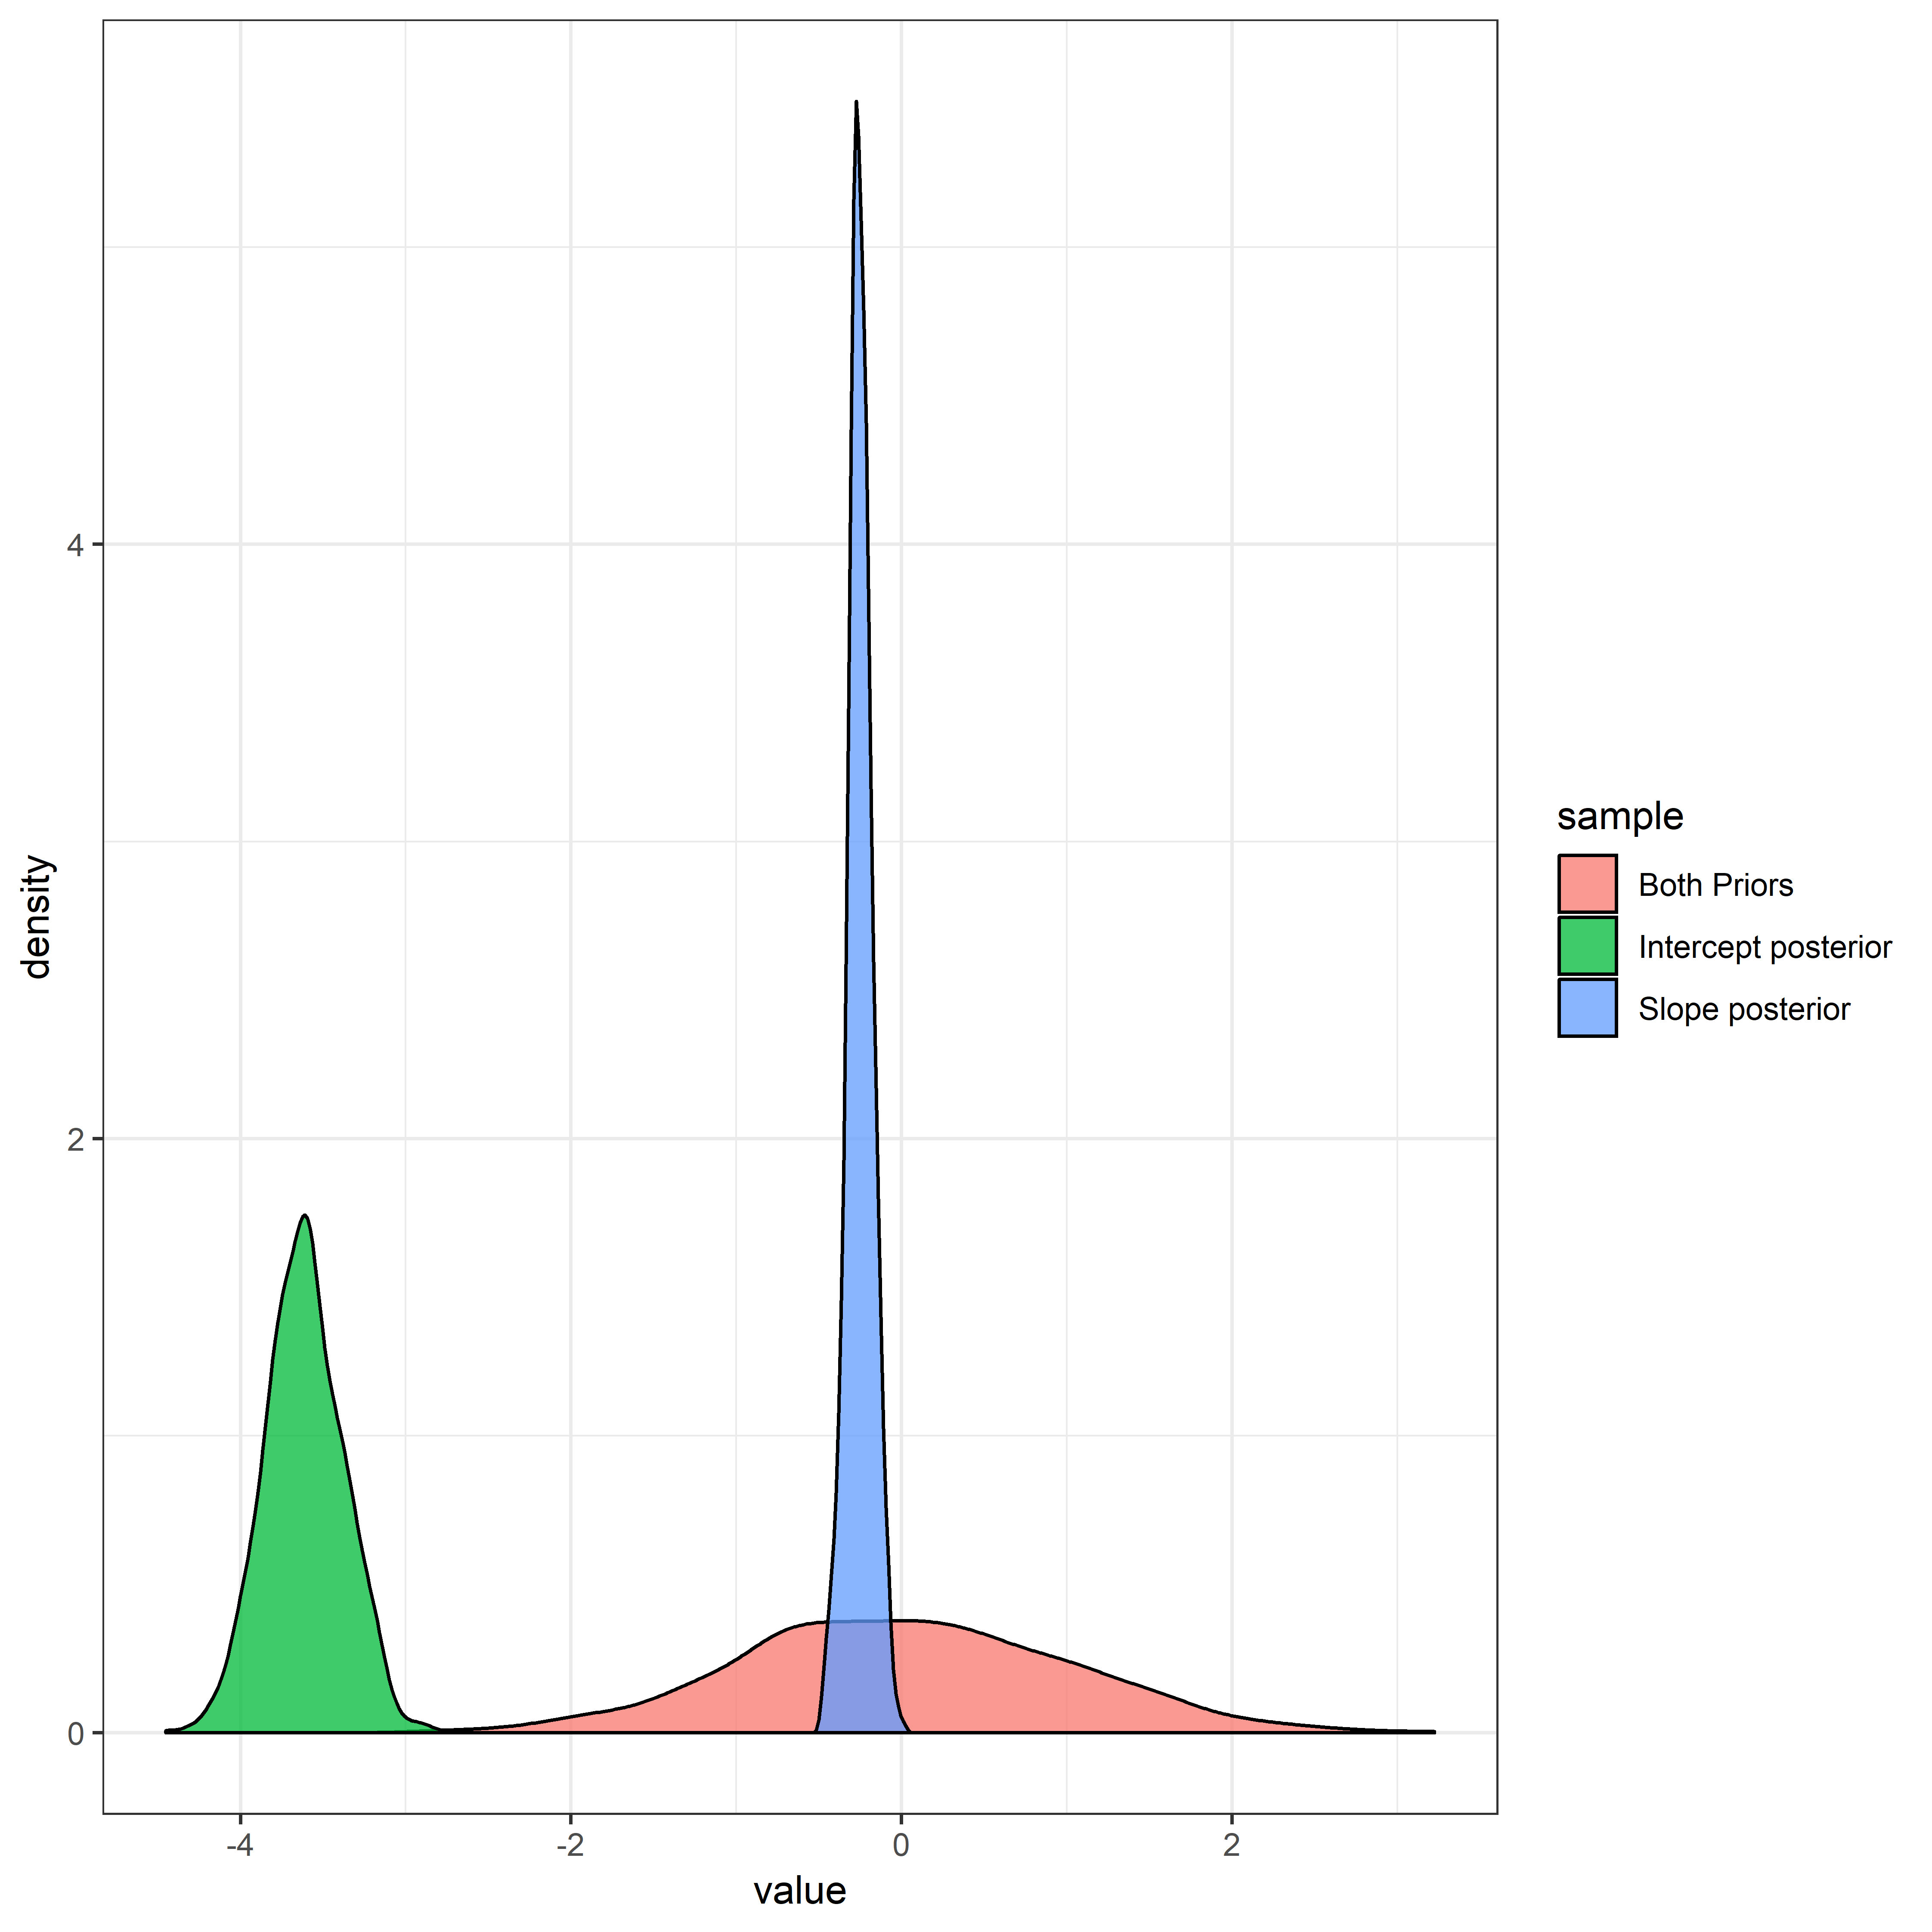 density
4
2
0
-4
-2
0
2
value
sample
Both Priors
Intercept posterior
Slope posterior